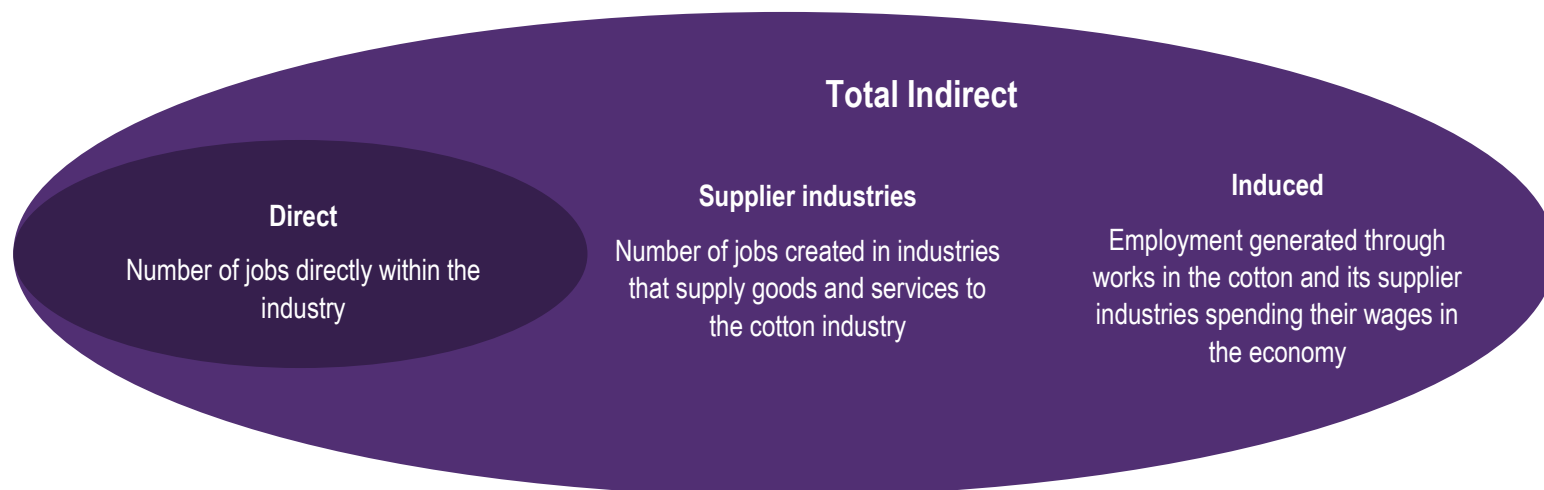 Total Indirect
Direct
Number of jobs directly within the
industry
Supplier industries
Number of jobs created in industries
that supply goods and services to
the cotton industry
Induced
Employment generated through
works in the cotton and its supplier
industries spending their wages in
the economy